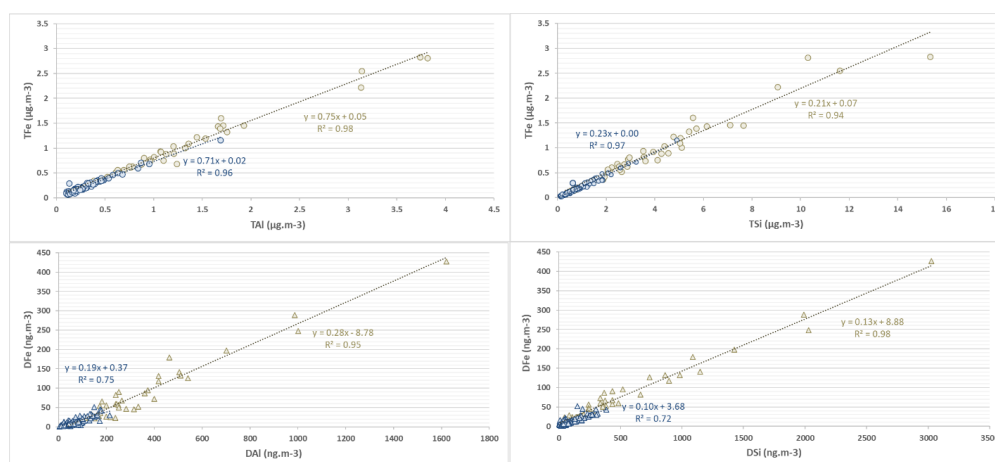 3.5
3
2.5
2
1.5
1
0.5
0
TFe (µg.m-3)
y = 0.75x + 0.05
R² = 0.98
y = 0.71x + 0.02
R² = 0.96
0 0.5 1 1.5 2 2.5 3 3.5 4 4.5
TAl (µg.m-3)
3.5
3
2.5
2
1.5
1
0.5
0
TFe (µg.m-3)
y = 0.21x + 0.07
R² = 0.94
y = 0.23x + 0.00
R² = 0.97
0 2 4 6 8 10 12 14 16 18
TSi (µg.m-3)
450
400
350
300
250
200
150
100
50
0
DFe (ng.m-3)
y = 0.28x - 8.78
R² = 0.95
y = 0.19x + 0.37
R² = 0.75
0 200 400 600 800 1000 1200 1400 1600 1800
DAl (ng.m-3)
450
400
350
300
250
200
150
100
50
0
DFe (ng.m-3)
y = 0.13x + 8.88
R² = 0.98
y = 0.10x + 3.68
R² = 0.72
0 500 1000 1500 2000 2500 3000 3500
DSi (ng.m-3)